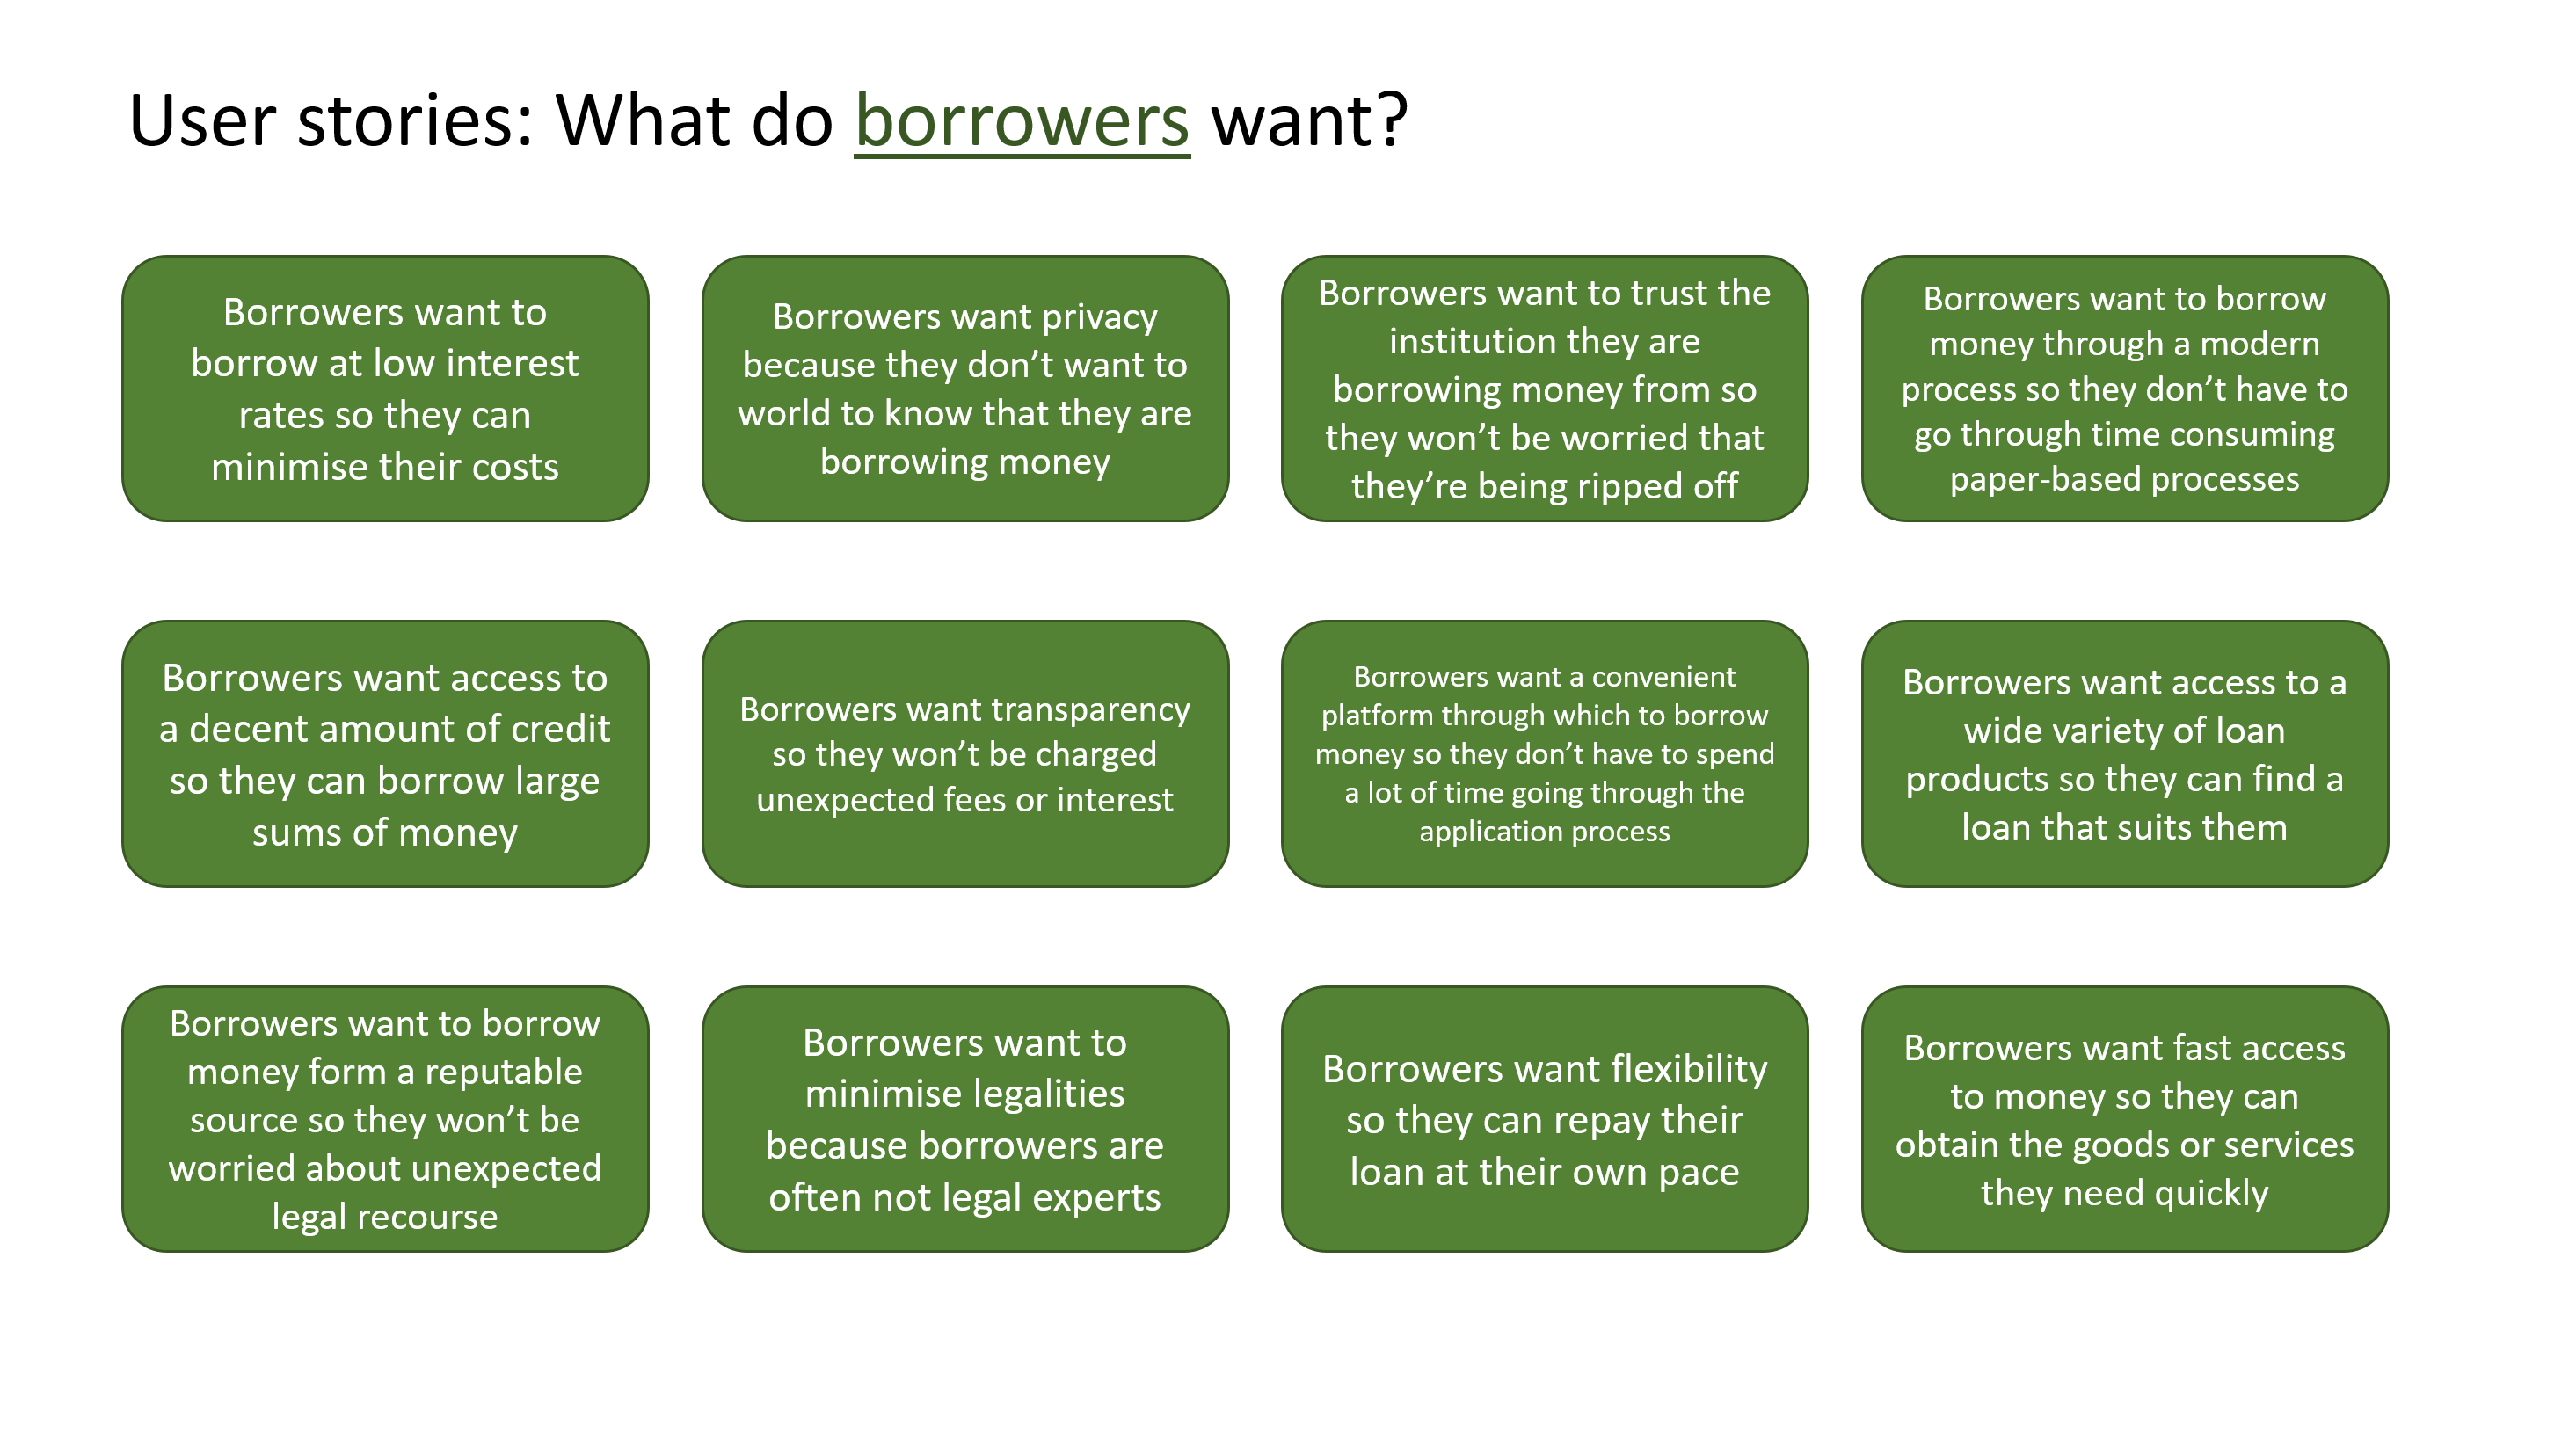 User stories: What do borrowers want?
Borrowers want to
borrow at low interest
rates so they can
minimise their costs
Borrowers want privacy
because they don’t want to
world to know that they are
borrowing money
Borrowers want to trust the
institution they are
borrowing money from so
they won’t be worried that
they’re being ripped off
Borrowers want to borrow
money through a modern
process so they don’t have to
go through time consuming
paper-based processes
Borrowers want access to
a decent amount of credit
so they can borrow large
sums of money
Borrowers want transparency
so they won’t be charged
unexpected fees or interest
Borrowers want a convenient
platform through which to borrow
money so they don’t have to spend
a lot of time going through the
application process
Borrowers want access to a
wide variety of loan
products so they can find a
loan that suits them
Borrowers want to borrow
money form a reputable
source so they won’t be
worried about unexpected
legal recourse
Borrowers want to
minimise legalities
because borrowers are
often not legal experts
Borrowers want flexibility
so they can repay their
loan at their own pace
Borrowers want fast access
to money so they can
obtain the goods or services
they need quickly